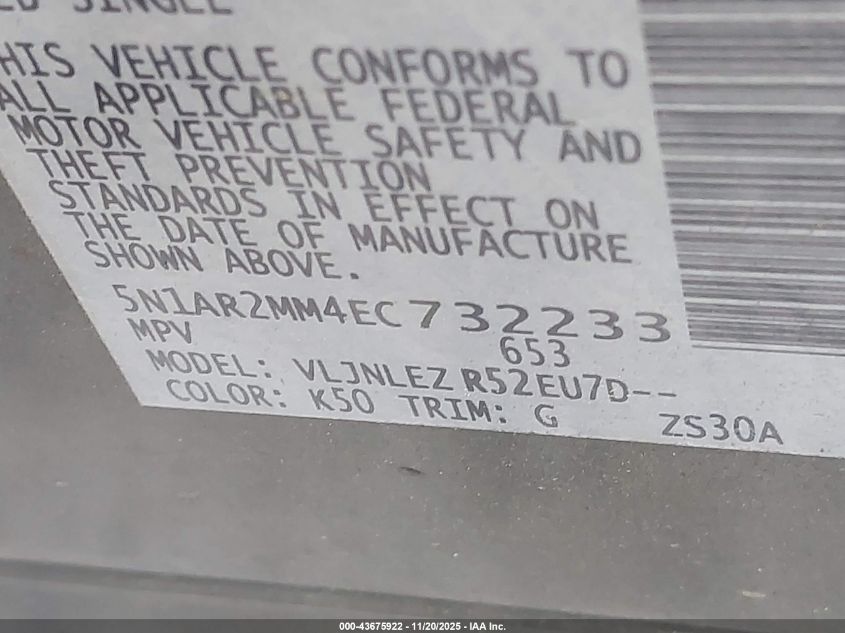 SINGLE
HIS VEHICLE CONFORMS TO
ALL APPLICABLE FEDERAL
MOTOR VEHICLE SAFETY AND
THEFT PREVENTION
STANDARDS IN EFFECT ON
THE DATE OF MANUFACTURE
SHOWN ABOVE.
5N1AR2MM4EC732233
MPV 653
MODEL: VLJNLEZ R52EU7D--
COLOR: K50 TRIM: G ZS30A
000-43675922 - 11/20/2025 - IAA Inc.